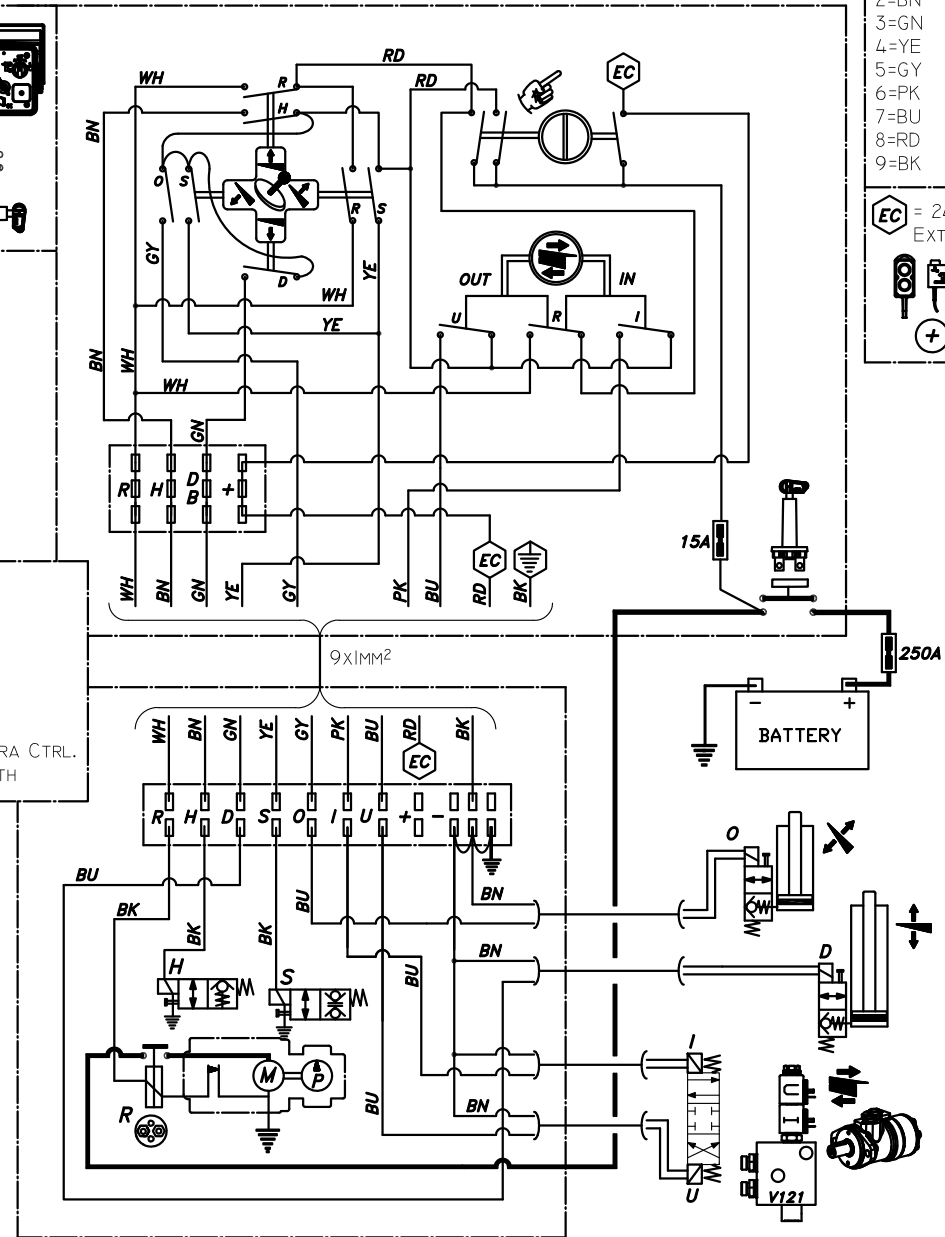 2=BN
3=GN
4=YE
5=GY
6=PK
7=BU
8=RD
9=BK
EC = 24
EXT
+
RD
WH
R
RD
EC
H
BN
O
S
R
S
GY
YE
D
WH
OUT
IN
YE
U
R
I
BN
WH
WH
GN
R
H
D
B
+
15A
EC
WH
BN
GN
YE
GY
PK
BU
RD
BK
9X1MM²
250A
- +
BATTERY
RA CTRL.
TH
WH
BN
GN
YE
GY
PK
BU
RD
BK
EC
R
H
D
S
O
I
U
+
-
O
BU
BN
BK
BU
BK
BK
BN
D
H
S
BU
I
M
P
BU
BN
R
U
I
U
V121